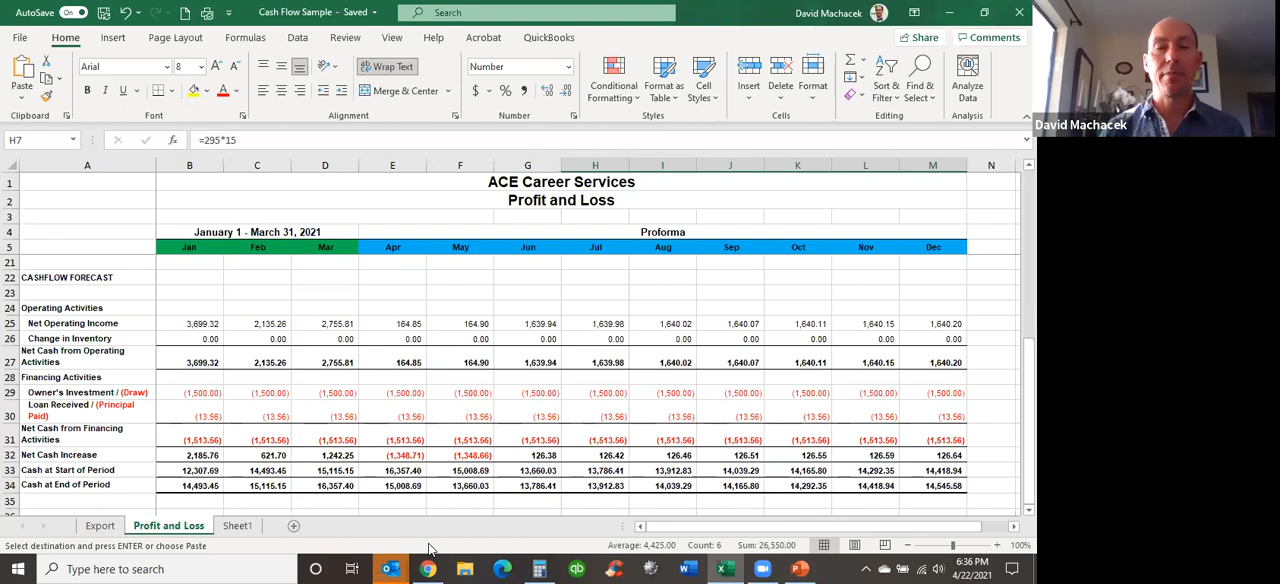 AutoSave On Cash Flow Sample - Saved Search David Machacek
File Home Insert Page Layout Formulas Data Review View Help Acrobat QuickBooks Share Comments
Paste Arial 8 Wrap Text Number Conditional Format as Cell Insert Delete Format Sort & Find & Analyze
B I U Merge & Center $ % Formatting Table Styles Filter Select Data
Clipboard Font Alignment Number Styles Cells Editing Analysis
H7 fx =295*15
A B C D E F G H I J K L M N
1 ACE Career Services
2 Profit and Loss
3
4 January 1 - March 31, 2021 Proforma
5 Jan Feb Mar Apr May Jun Jul Aug Sep Oct Nov Dec
21
22 CASHFLOW FORECAST
23
24 Operating Activities
25 Net Operating Income 3,699.32 2,135.26 2,755.81 164.85 164.90 1,639.94 1,639.98 1,640.02 1,640.07 1,640.11 1,640.15 1,640.20
26 Change in Inventory 0.00 0.00 0.00 0.00 0.00 0.00 0.00 0.00 0.00 0.00 0.00 0.00
Net Cash from Operating
27 Activities 3,699.32 2,135.26 2,755.81 164.85 164.90 1,639.94 1,639.98 1,640.02 1,640.07 1,640.11 1,640.15 1,640.20
28 Financing Activities
29 Owner's Investment / (Draw) (1,500.00) (1,500.00) (1,500.00) (1,500.00) (1,500.00) (1,500.00) (1,500.00) (1,500.00) (1,500.00) (1,500.00) (1,500.00) (1,500.00)
Loan Received / (Principal
30 Paid) (13.56) (13.56) (13.56) (13.56) (13.56) (13.56) (13.56) (13.56) (13.56) (13.56) (13.56) (13.56)
Net Cash from Financing
31 Activities (1,513.56) (1,513.56) (1,513.56) (1,513.56) (1,513.56) (1,513.56) (1,513.56) (1,513.56) (1,513.56) (1,513.56) (1,513.56) (1,513.56)
32 Net Cash Increase 2,185.76 621.70 1,242.25 (1,348.71) (1,348.66) 126.38 126.42 126.46 126.51 126.55 126.59 126.64
33 Cash at Start of Period 12,307.69 14,493.45 15,115.15 16,357.40 15,008.69 13,660.03 13,786.41 13,912.83 14,039.29 14,165.80 14,292.35 14,418.94
34 Cash at End of Period 14,493.45 15,115.15 16,357.40 15,008.69 13,660.03 13,786.41 13,912.83 14,039.29 14,165.80 14,292.35 14,418.94 14,545.58
35
Export Profit and Loss Sheet1
Select destination and press ENTER or choose Paste Average: 4,425.00 Count: 6 Sum: 26,550.00 100%
Type here to search 6:36 PM
4/22/2021
David Machacek